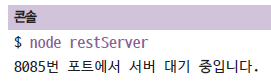 콘솔
$ node restServer
8085번 포트에서 서버 대기 중입니다.